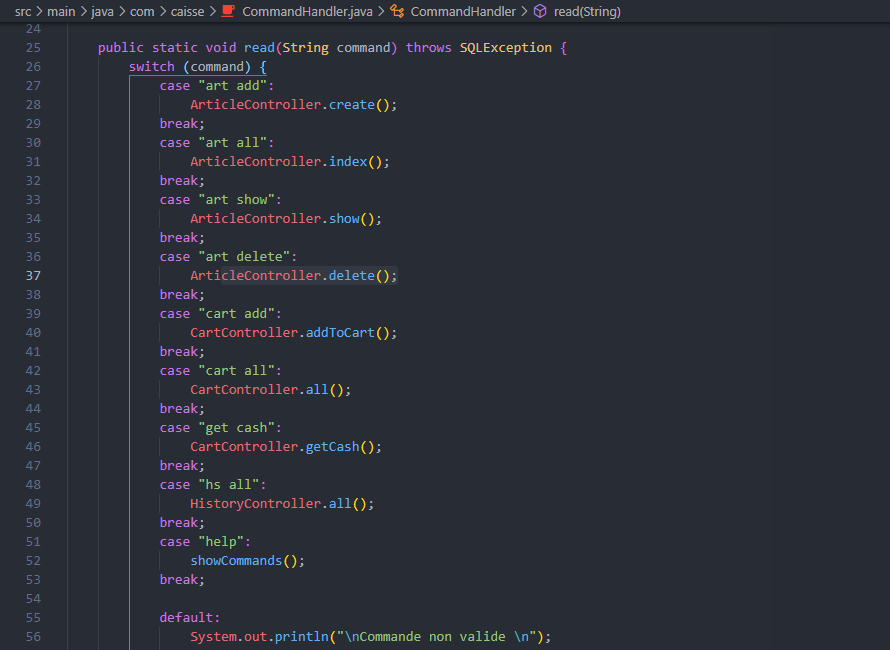 src > main > java > com > caisse > CommandHandler.java > CommandHandler > read(String)
24
25 public static void read(String command) throws SQLException {
26 switch (command) {
27 case "art add":
28 ArticleController.create();
29 break;
30 case "art all":
31 ArticleController.index();
32 break;
33 case "art show":
34 ArticleController.show();
35 break;
36 case "art delete":
37 ArticleController.delete();
38 break;
39 case "cart add":
40 CartController.addToCart();
41 break;
42 case "cart all":
43 CartController.all();
44 break;
45 case "get cash":
46 CartController.getCash();
47 break;
48 case "hs all":
49 HistoryController.all();
50 break;
51 case "help":
52 showCommands();
53 break;
54
55 default:
56 System.out.println("\nCommande non valide \n");